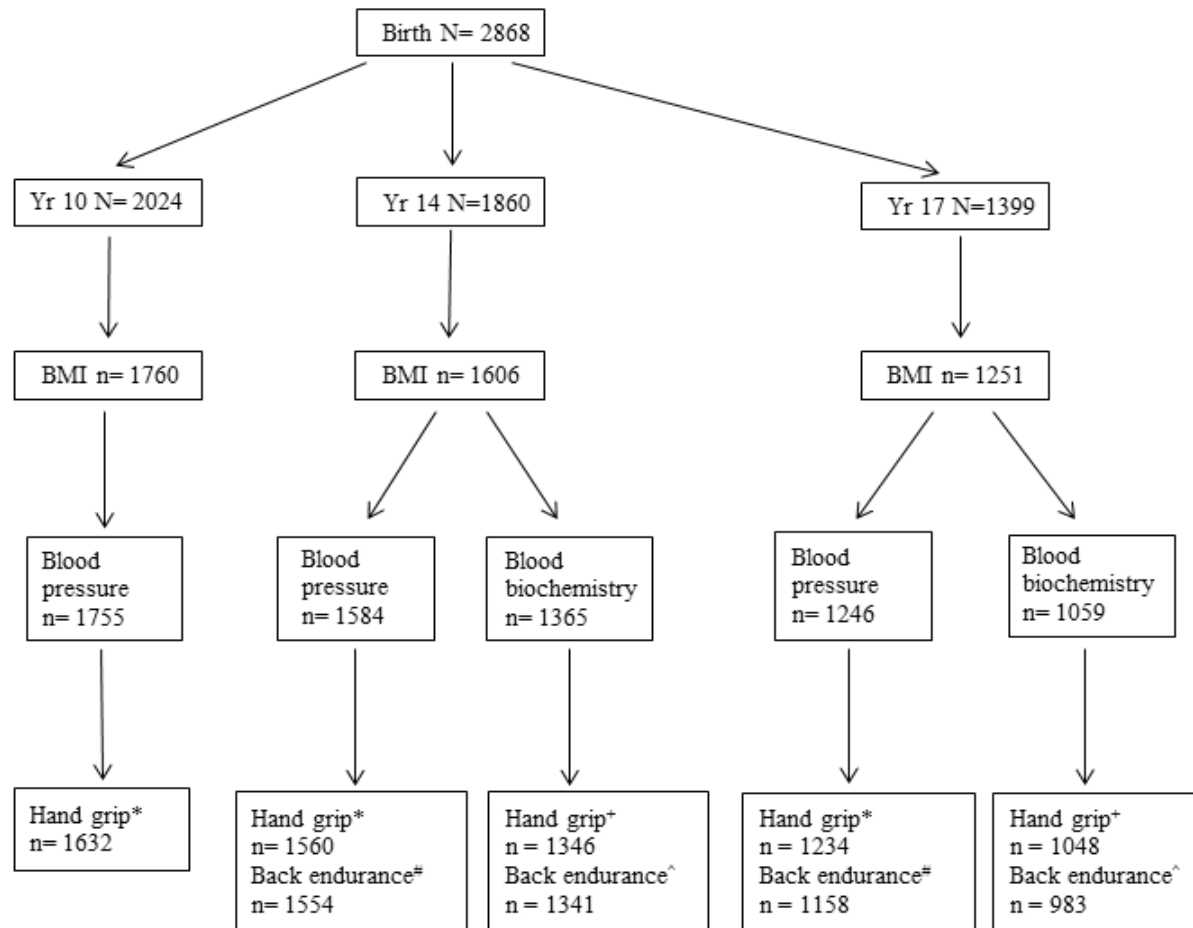 Birth N= 2868
Yr 10 N= 2024
Yr 14 N=1860
Yr 17 N=1399
BMI n= 1760
BMI n= 1606
BMI n= 1251
Blood
pressure
n= 1755
Blood
pressure
n= 1584
Blood
biochemistry
n= 1365
Blood
pressure
n= 1246
Blood
biochemistry
n= 1059
Hand grip*
n= 1632
Hand grip*
n= 1560
Back endurance#
n= 1554
Hand grip+
n = 1346
Back endurance^
n = 1341
Hand grip*
n= 1234
Back endurance#
n = 1158
Hand grip+
n = 1048
Back endurance^
n = 983